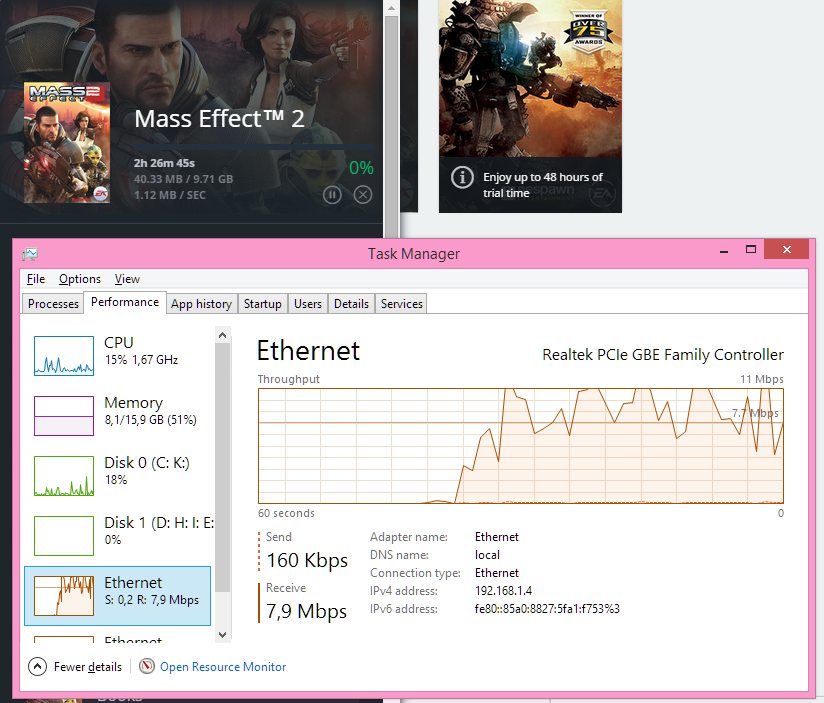 MASS2
EFFECT
EA
Mass Effect™ 2
2h 26m 45s
0%
40.33 MB / 9.71 GB
1.12 MB / SEC
WINNER OF
OVER
75
AWARDS
Enjoy up to 48 hours of
trial time
EA
Task Manager
File Options View
Processes Performance App history Startup Users Details Services
CPU
15% 1,67 GHz
Memory
8,1/15,9 GB (51%)
Disk 0 (C: K:)
18%
Disk 1 (D: H: I: E:
0%
Ethernet
S: 0,2 R: 7,9 Mbps
Ethernet
Ethernet
Realtek PCIe GBE Family Controller
Throughput
11 Mbps
7.7 Mbps
60 seconds
0
Send
160 Kbps
Receive
7,9 Mbps
Adapter name: Ethernet
DNS name: local
Connection type: Ethernet
IPv4 address: 192.168.1.4
IPv6 address: fe80::85a0:8827:5fa1:f753%3
Fewer details
Open Resource Monitor